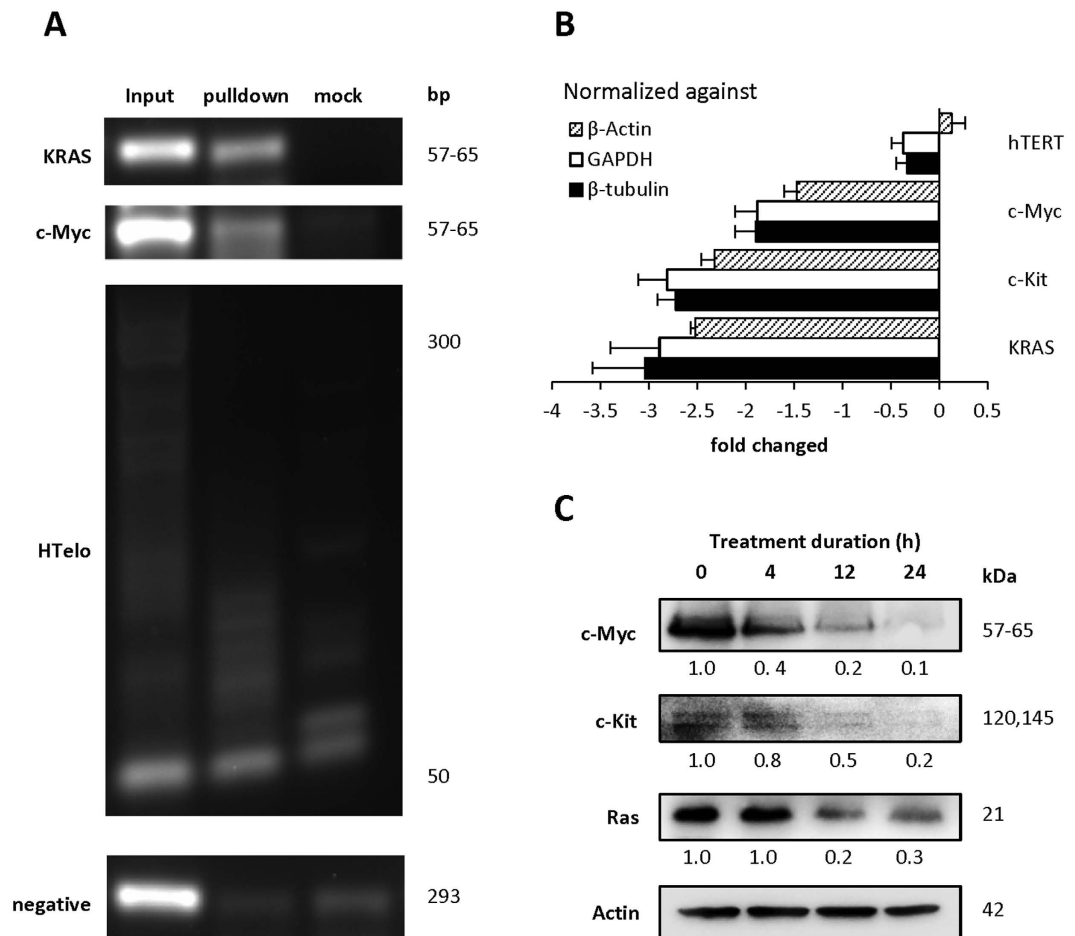 A
Input pulldown mock bp
KRAS 57-65
c-Myc 57-65
300
HTelo
50
negative 293
B
Normalized against
β-Actin
GAPDH
β-tubulin
hTERT
c-Myc
c-Kit
KRAS
-4 -3.5 -3 -2.5 -2 -1.5 -1 -0.5 0 0.5
fold changed
C
Treatment duration (h)
0 4 12 24 kDa
c-Myc 57-65
1.0 0. 4 0.2 0.1
c-Kit 120,145
1.0 0.8 0.5 0.2
Ras 21
1.0 1.0 0.2 0.3
Actin 42